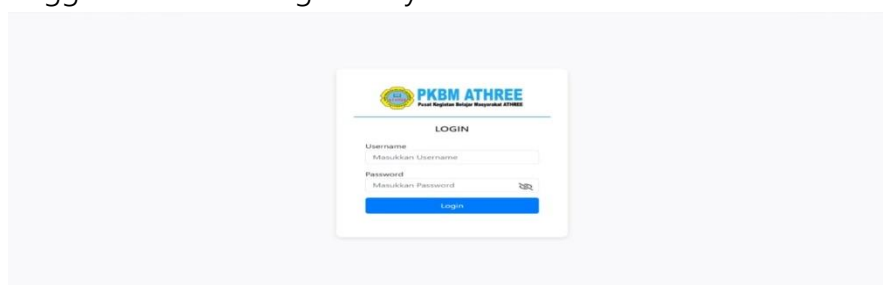 PKBM ATHREE
Pusat Kegiatan Belajar Masyarakat ATHREE
LOGIN
Username
Masukkan Username
Password
Masukkan Password
Login